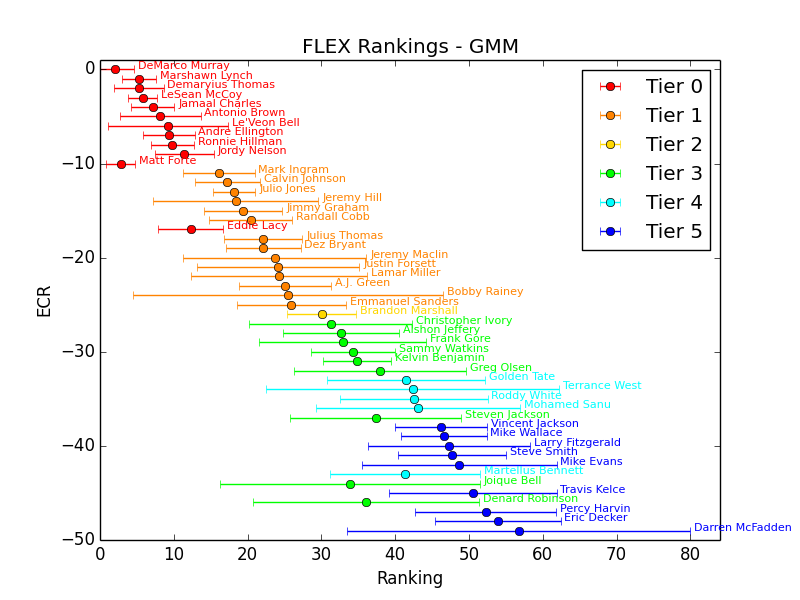 FLEX Rankings - GMM
Tier 0
Tier 1
Tier 2
Tier 3
Tier 4
Tier 5
ECR
0
−10
−20
−30
−40
−50
DeMarco Murray
Marshawn Lynch
Demaryius Thomas
LeSean McCoy
Jamaal Charles
Antonio Brown
Le'Veon Bell
Andre Ellington
Ronnie Hillman
Jordy Nelson
Matt Forte
Mark Ingram
Calvin Johnson
Julio Jones
Jeremy Hill
Jimmy Graham
Randall Cobb
Eddie Lacy
Julius Thomas
Dez Bryant
Jeremy Maclin
Justin Forsett
Lamar Miller
A.J. Green
Bobby Rainey
Emmanuel Sanders
Brandon Marshall
Christopher Ivory
Alshon Jeffery
Frank Gore
Sammy Watkins
Kelvin Benjamin
Greg Olsen
Golden Tate
Terrance West
Roddy White
Mohamed Sanu
Steven Jackson
Vincent Jackson
Mike Wallace
Larry Fitzgerald
Steve Smith
Mike Evans
Martellus Bennett
Joique Bell
Travis Kelce
Denard Robinson
Percy Harvin
Eric Decker
Darren McFadden
0 10 20 30 40 50 60 70 80
Ranking